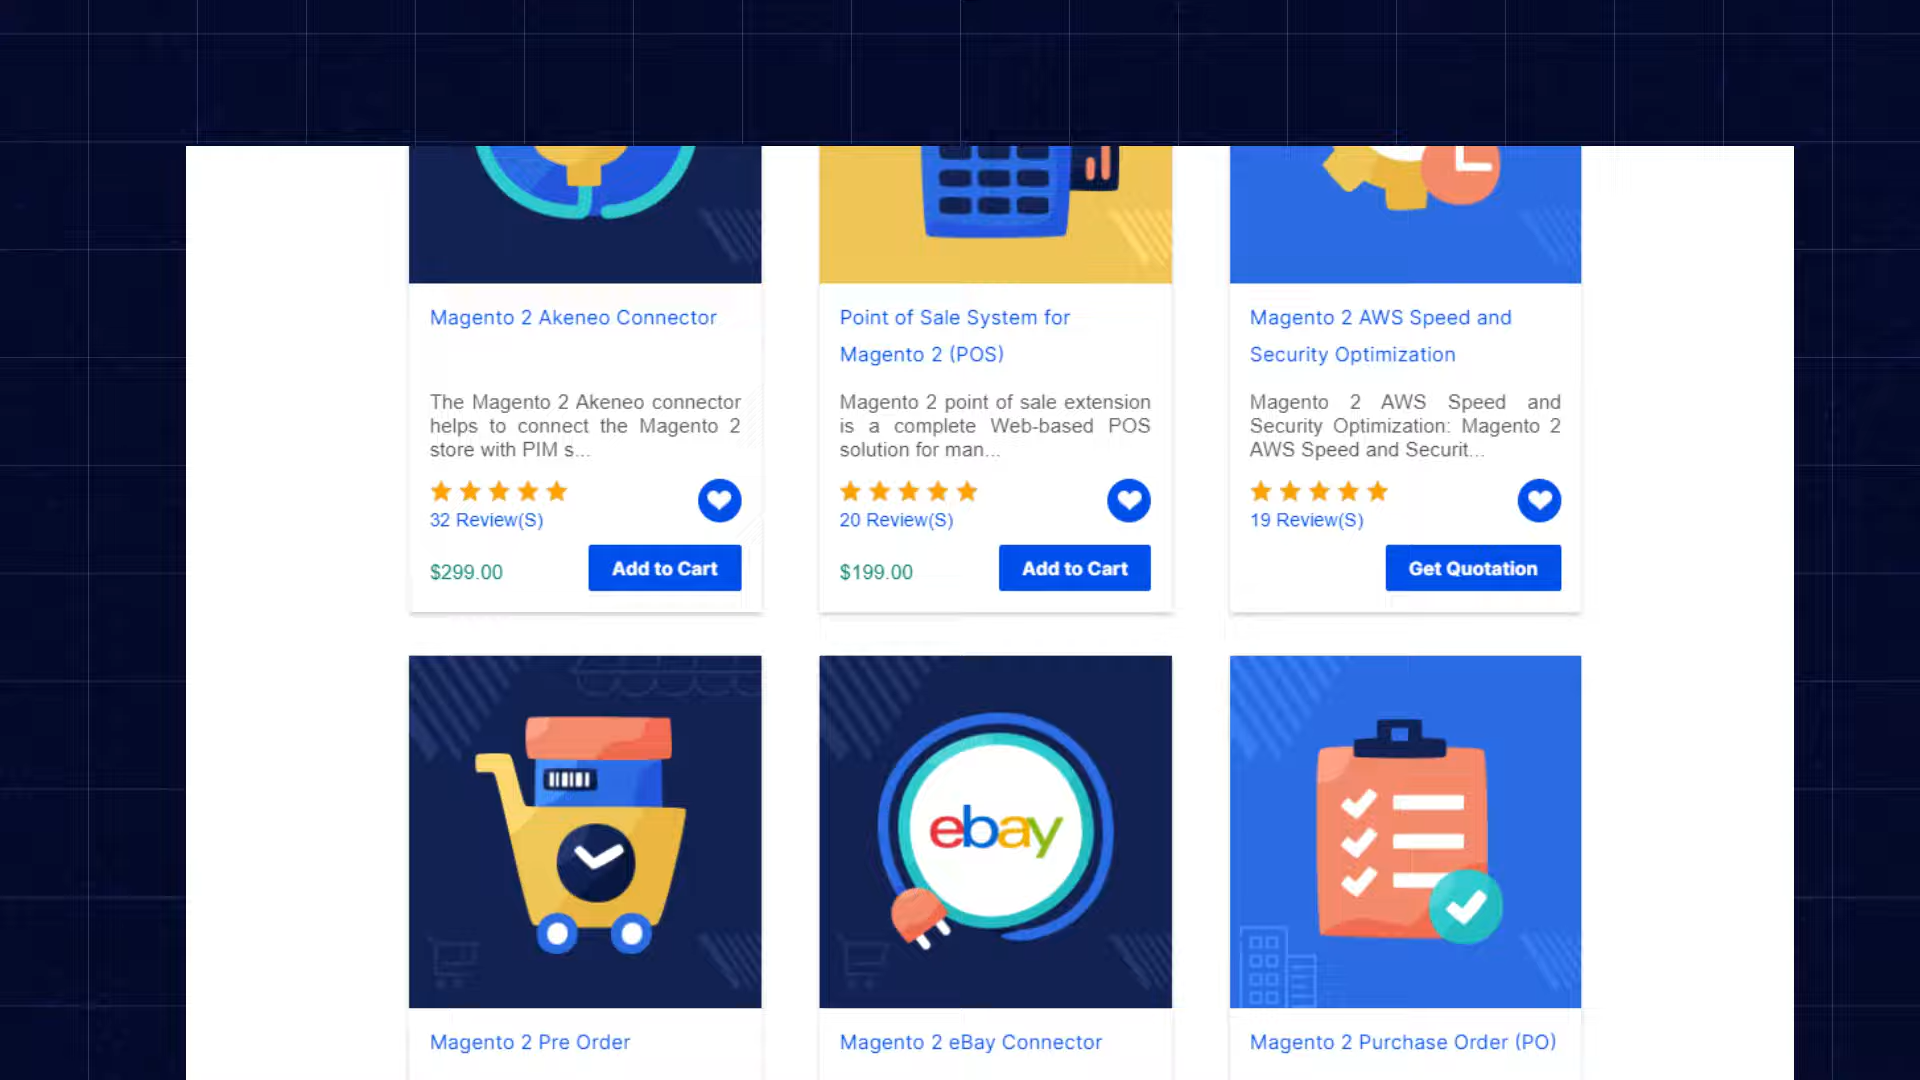 Magento 2 Akeneo Connector
The Magento 2 Akeneo connector
helps to connect the Magento 2
store with PIM s...
32 Review(S)
$299.00
Add to Cart
Point of Sale System for
Magento 2 (POS)
Magento 2 point of sale extension
is a complete Web-based POS
solution for man...
20 Review(S)
$199.00
Add to Cart
Magento 2 AWS Speed and
Security Optimization
Magento 2 AWS Speed and
Security Optimization: Magento 2
AWS Speed and Securit...
19 Review(S)
Get Quotation
Magento 2 Pre Order
ebay
Magento 2 eBay Connector
Magento 2 Purchase Order (PO)